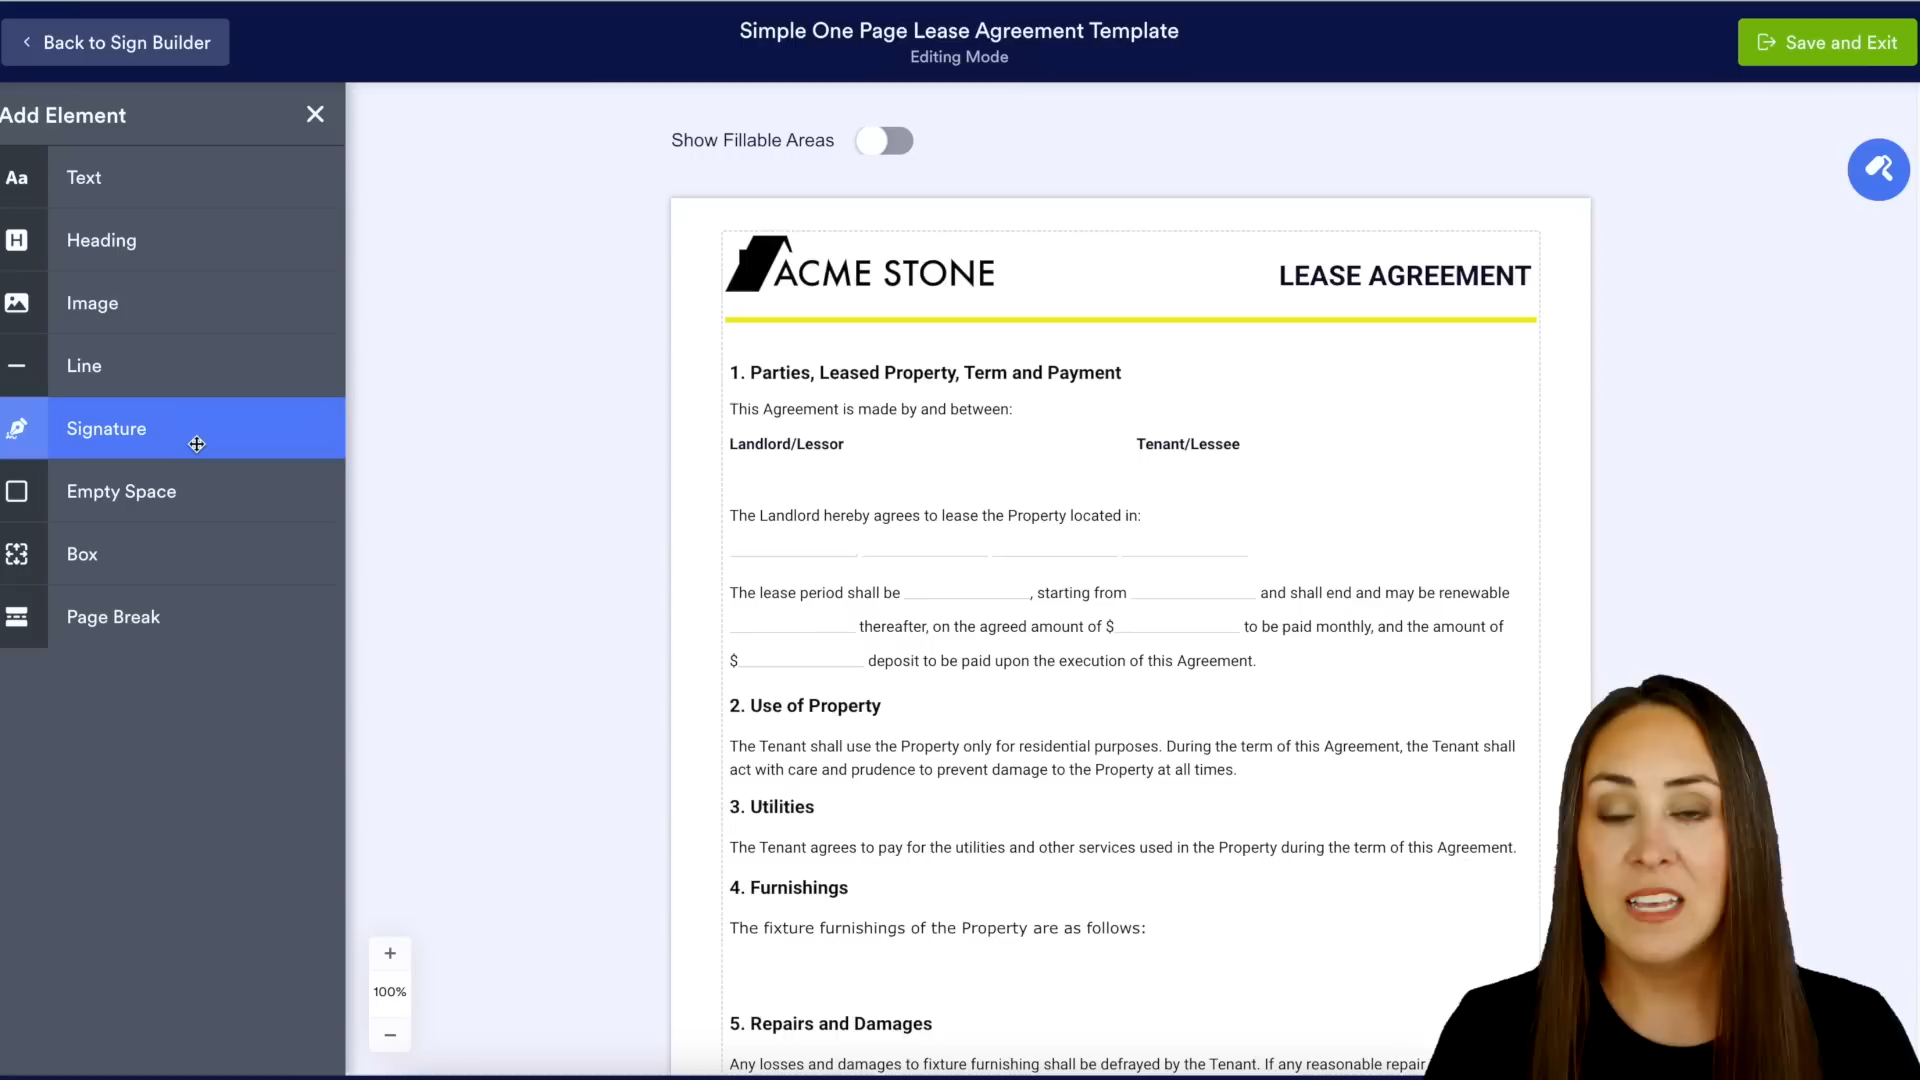 Back to Sign Builder
Simple One Page Lease Agreement Template
Editing Mode
Save and Exit
Add Element
Aa Text
H Heading
Image
Line
Signature
Empty Space
Box
Page Break
Show Fillable Areas
ACME STONE
LEASE AGREEMENT
1. Parties, Leased Property, Term and Payment
This Agreement is made by and between:
Landlord/Lessor Tenant/Lessee
The Landlord hereby agrees to lease the Property located in:
The lease period shall be ____________, starting from ____________ and shall end and may be renewable
____________ thereafter, on the agreed amount of $____________ to be paid monthly, and the amount of
$____________ deposit to be paid upon the execution of this Agreement.
2. Use of Property
The Tenant shall use the Property only for residential purposes. During the term of this Agreement, the Tenant shall
act with care and prudence to prevent damage to the Property at all times.
3. Utilities
The Tenant agrees to pay for the utilities and other services used in the Property during the term of this Agreement.
4. Furnishings
The fixture furnishings of the Property are as follows:
5. Repairs and Damages
Any losses and damages to fixture furnishing shall be defrayed by the Tenant. If any reasonable repair
+
100%
−